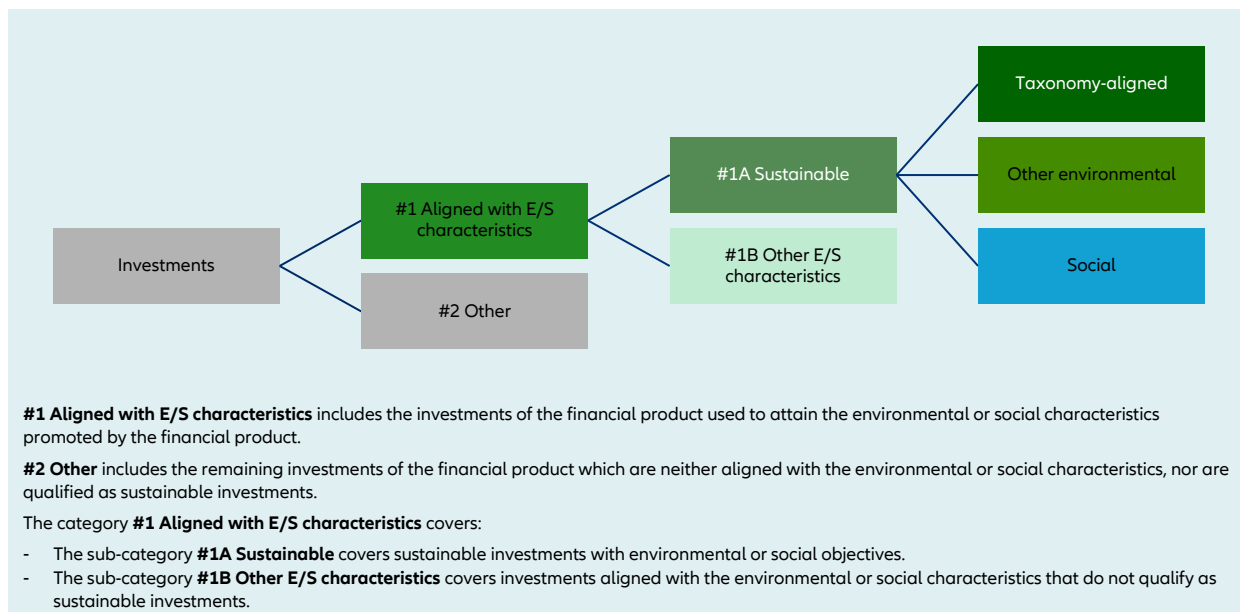 Taxonomy-aligned
#1A Sustainable
Other environmental
#1 Aligned with E/S
characteristics
#1B Other E/S
characteristics
Investments
Social
#2 Other
#1 Aligned with E/S characteristics includes the investments of the financial product used to attain the environmental or social characteristics
promoted by the financial product.
#2 Other includes the remaining investments of the financial product which are neither aligned with the environmental or social characteristics, nor are
qualified as sustainable investments.
The category #1 Aligned with E/S characteristics covers:
- The sub-category #1A Sustainable covers sustainable investments with environmental or social objectives.
- The sub-category #1B Other E/S characteristics covers investments aligned with the environmental or social characteristics that do not qualify as
sustainable investments.